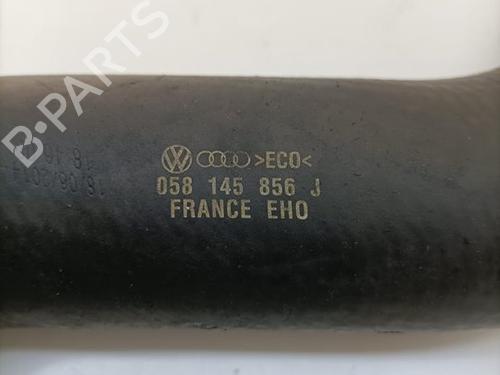 >ECO<
058 145 856 J
FRANCE EHO
B-PARTS